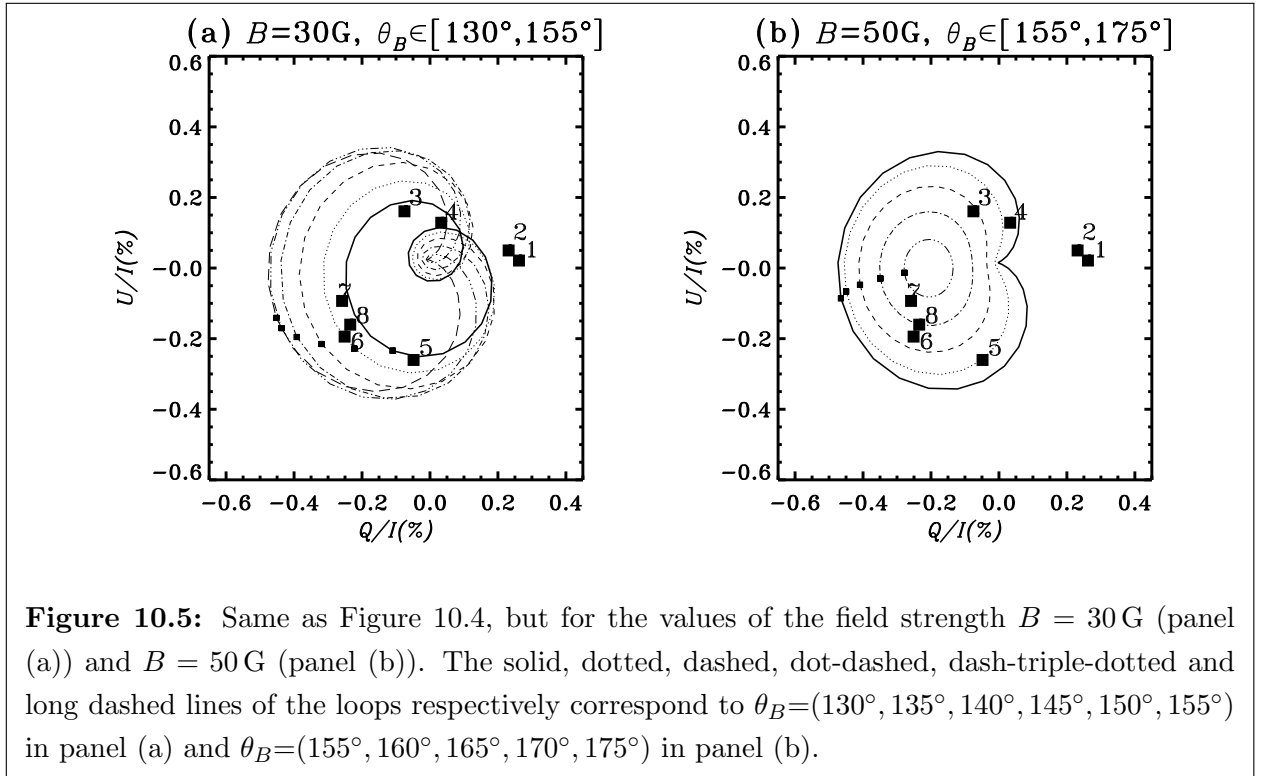 (a) B=30G, θ_B∈[130°,155°]
(b) B=50G, θ_B∈[155°,175°]
0.6
0.4
0.2
−0.0
−0.2
−0.4
−0.6
U/I(%)
3
4
2
1
7
8
6
5
−0.6 −0.4 −0.2 0.0 0.2 0.4
Q/I(%)
0.6
0.4
0.2
−0.0
−0.2
−0.4
−0.6
U/I(%)
3
4
2
1
7
8
6
5
−0.6 −0.4 −0.2 0.0 0.2 0.4
Q/I(%)
Figure 10.5: Same as Figure 10.4, but for the values of the field strength B = 30 G (panel
(a)) and B = 50 G (panel (b)). The solid, dotted, dashed, dot-dashed, dash-triple-dotted and
long dashed lines of the loops respectively correspond to θ_B=(130°, 135°, 140°, 145°, 150°, 155°)
in panel (a) and θ_B=(155°, 160°, 165°, 170°, 175°) in panel (b).